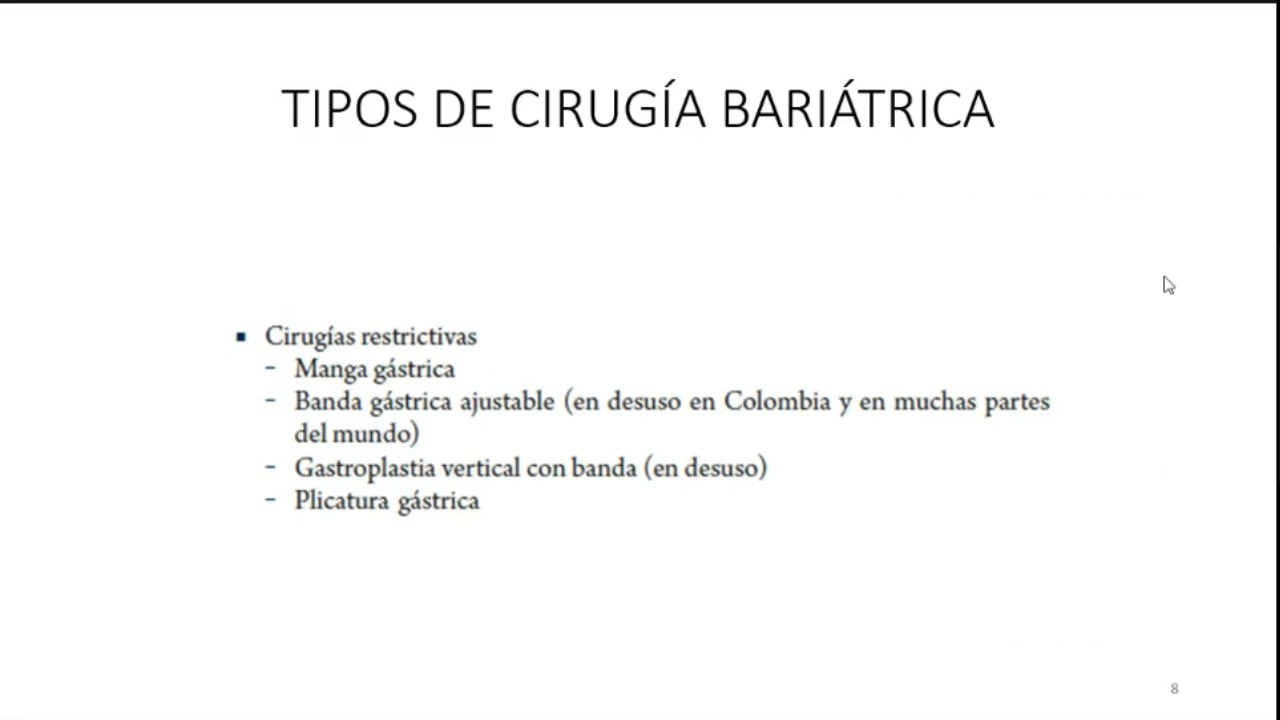 TIPOS DE CIRUGÍA BARIÁTRICA
▪ Cirugías restrictivas
- Manga gástrica
- Banda gástrica ajustable (en desuso en Colombia y en muchas partes
del mundo)
- Gastroplastia vertical con banda (en desuso)
- Plicatura gástrica
8